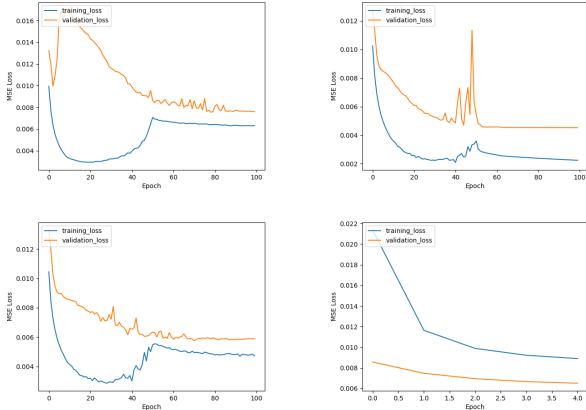 training_loss
validation_loss
0.016
0.014
0.012
0.010
0.008
0.006
0.004
MSE Loss
0 20 40 60 80 100
Epoch
training_loss
validation_loss
0.012
0.010
0.008
0.006
0.004
0.002
MSE Loss
0 20 40 60 80 100
Epoch
training_loss
validation_loss
0.012
0.010
0.008
0.006
0.004
MSE Loss
0 20 40 60 80 100
Epoch
training_loss
validation_loss
0.022
0.020
0.018
0.016
0.014
0.012
0.010
0.008
0.006
MSE Loss
0.0 0.5 1.0 1.5 2.0 2.5 3.0 3.5 4.0
Epoch